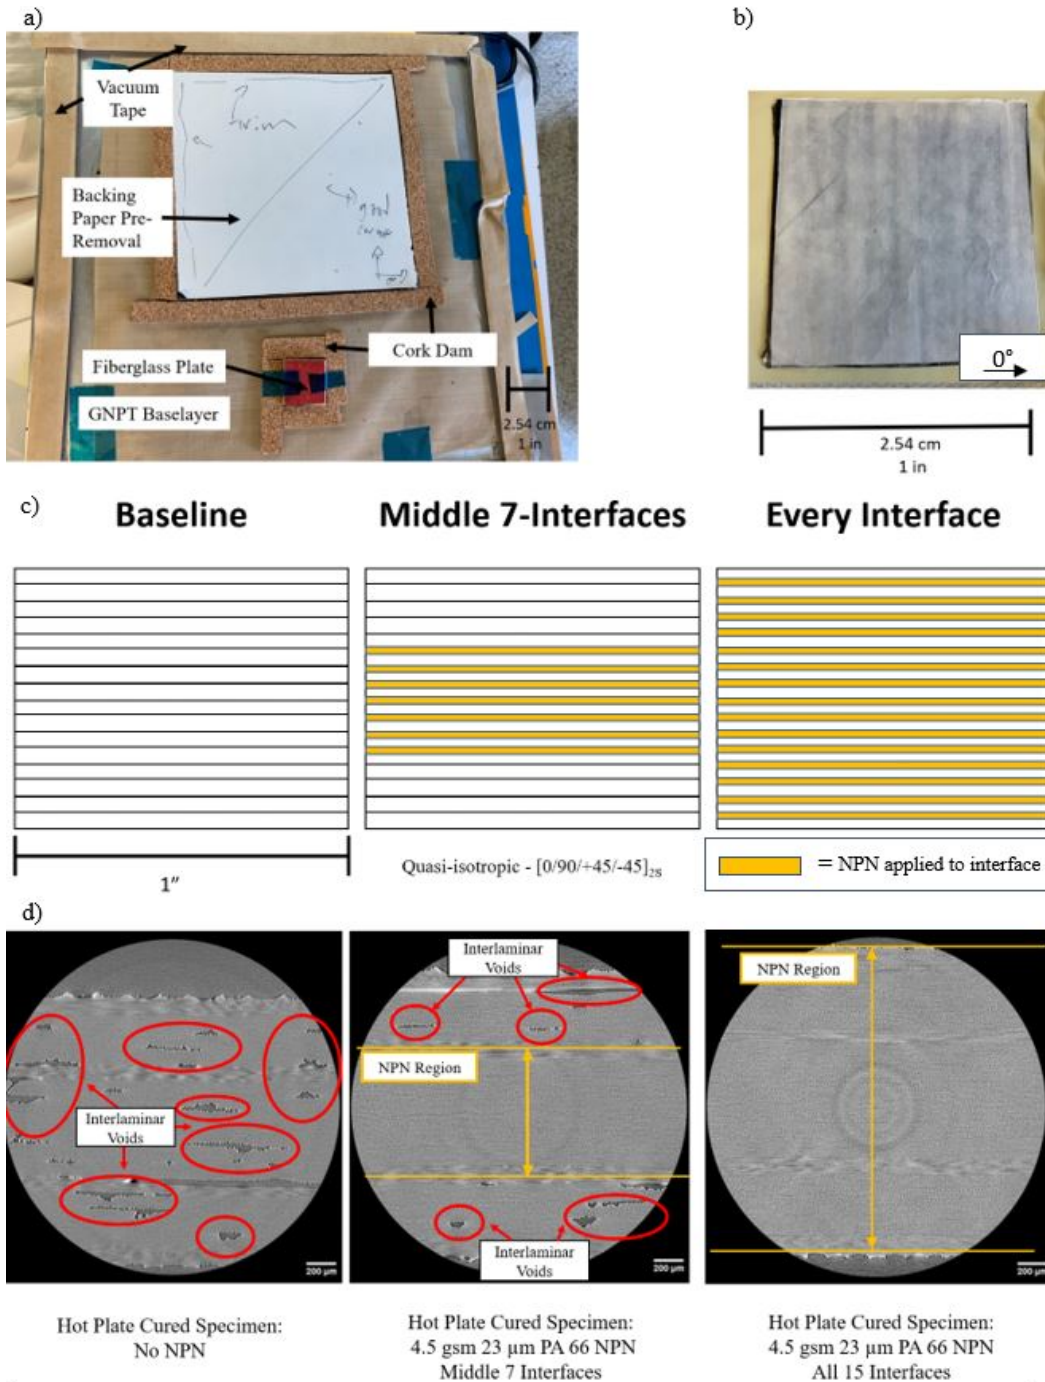 a)
b)
Vacuum
Tape
Backing
Paper Pre-
Removal
trim
Cork Dam
Fiberglass Plate
GNPT Baselayer
2.54 cm
1 in
0°
2.54 cm
1 in
c)
Baseline
Middle 7-Interfaces
Every Interface
1"
Quasi-isotropic - [0/90/+45/-45]2S
= NPN applied to interface
d)
Interlaminar
Voids
Interlaminar
Voids
NPN Region
Interlaminar
Voids
NPN Region
200 µm
200 µm
200 µm
Hot Plate Cured Specimen:
No NPN
Hot Plate Cured Specimen:
4.5 gsm 23 µm PA 66 NPN
Middle 7 Interfaces
Hot Plate Cured Specimen:
4.5 gsm 23 µm PA 66 NPN
All 15 Interfaces